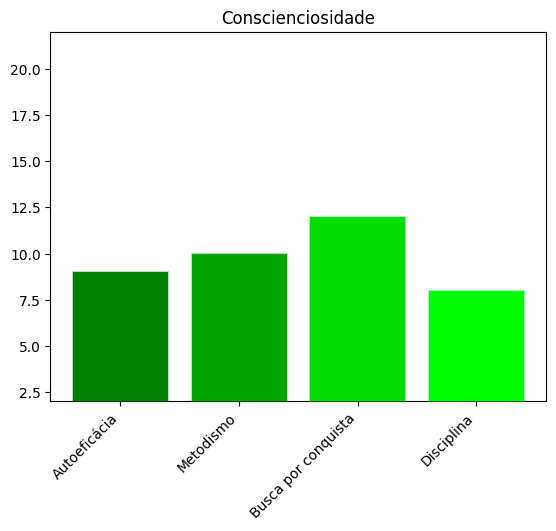 Conscienciosidade
20.0
17.5
15.0
12.5
10.0
7.5
5.0
2.5
Autoeficácia
Metodismo
Busca por conquista
Disciplina